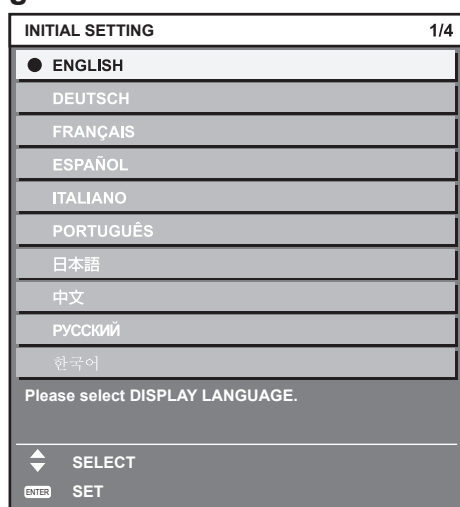 INITIAL SETTING 1/4
ENGLISH
DEUTSCH
FRANÇAIS
ESPAÑOL
ITALIANO
PORTUGUÊS
日本語
中文
РУССКИЙ
한국어
Please select DISPLAY LANGUAGE.
SELECT
ENTER SET